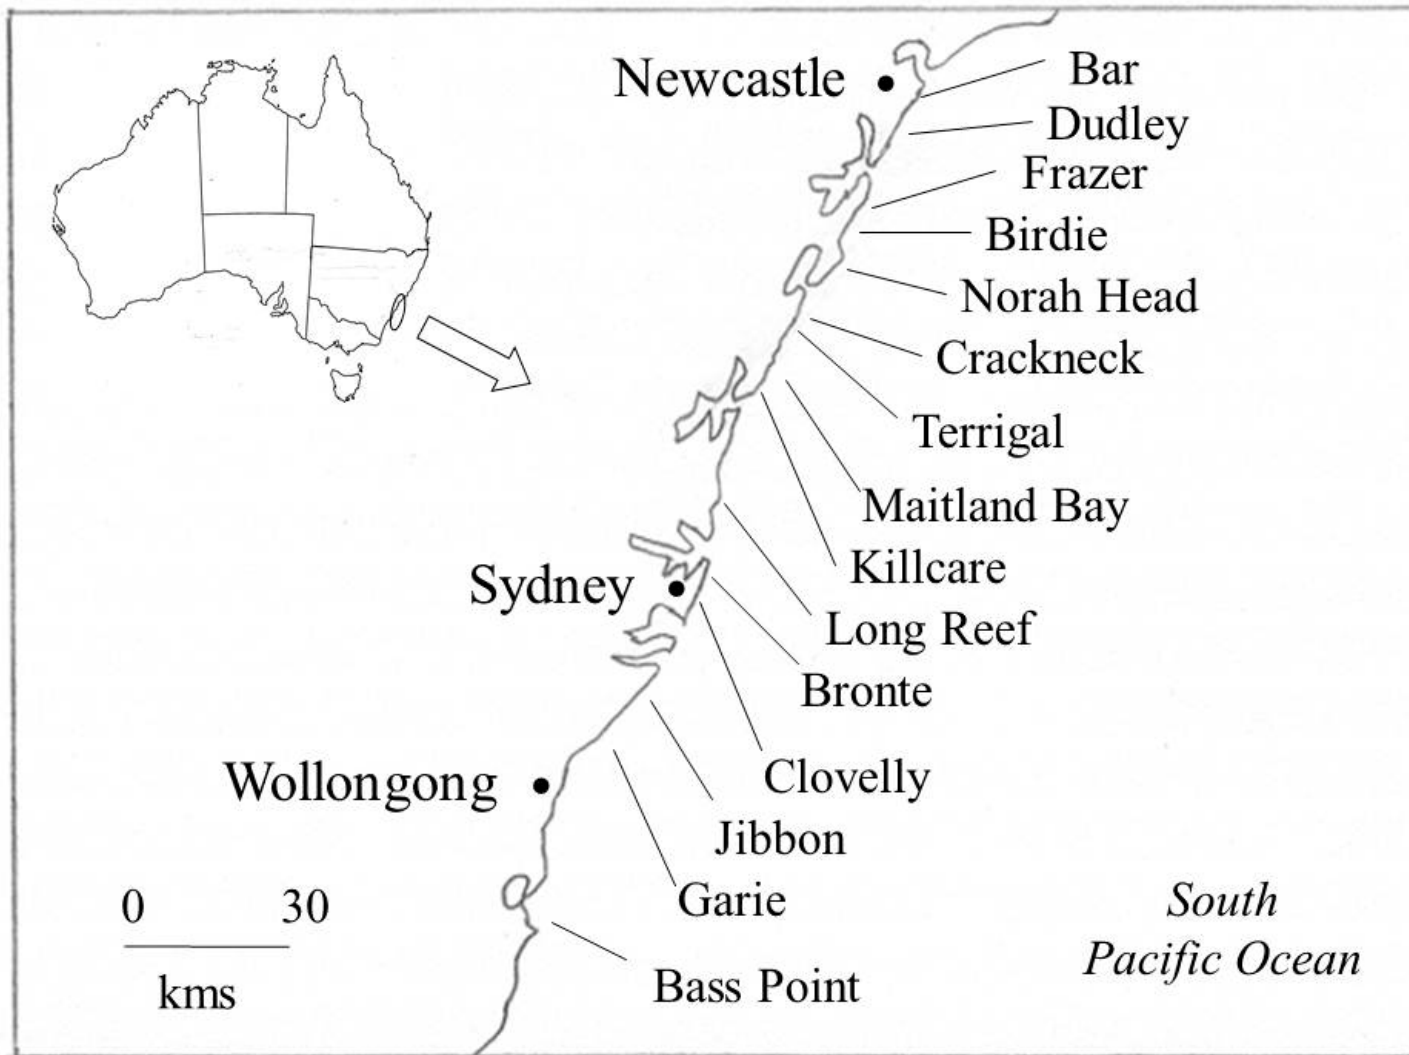 Newcastle
Bar
Dudley
Frazer
Birdie
Norah Head
Crackneck
Terrigal
Maitland Bay
Killcare
Sydney
Long Reef
Bronte
Clovelly
Wollongong
Jibbon
Garie
0 30
kms
Bass Point
South
Pacific Ocean